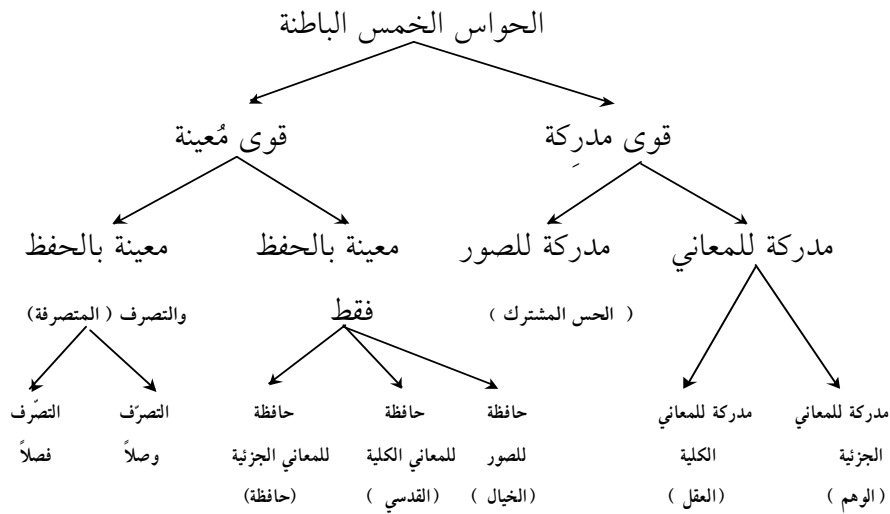 الحواس الخمس الباطنة
قوى مدرِكة
قوى مُعينة
مدركة للمعاني
مدركة للصور
( الحس المشترك )
معينة بالحفظ
فقط
معينة بالحفظ
والتصرف (المتصرفة)
مدركة للمعاني
الجزئية
(الوهم )
مدركة للمعاني
الكلية
(العقل )
حافظة
للصور
(الخيال )
حافظة
للمعاني الكلية
(القدسي )
حافظة
للمعاني الجزئية
(حافظة)
التصرّف
وصلاً
التصرّف
فصلاً